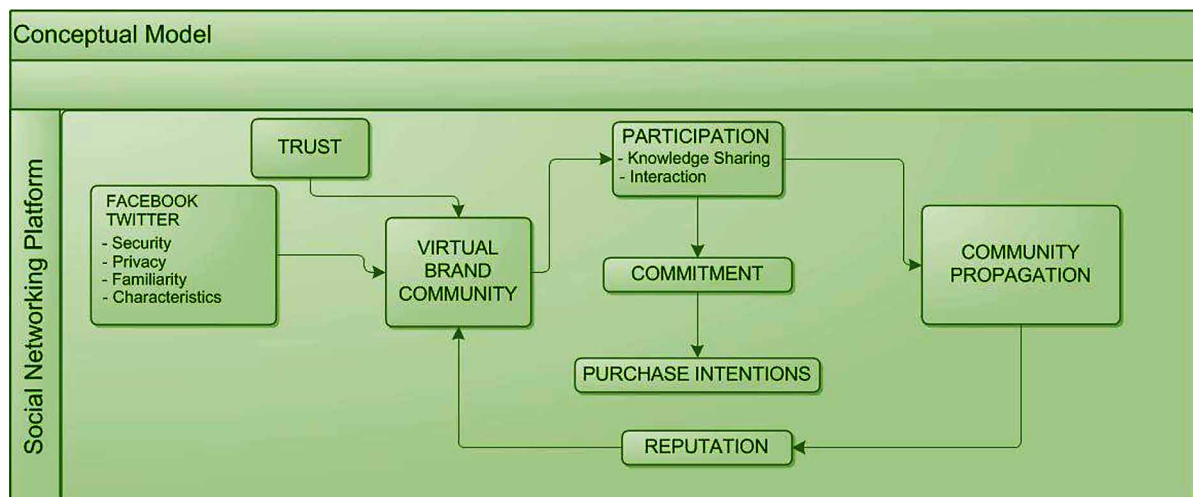 Conceptual Model
Social Networking Platform
TRUST
FACEBOOK
TWITTER
- Security
- Privacy
- Familiarity
- Characteristics
VIRTUAL
BRAND
COMMUNITY
PARTICIPATION
- Knowledge Sharing
- Interaction
COMMITMENT
PURCHASE INTENTIONS
REPUTATION
COMMUNITY
PROPAGATION